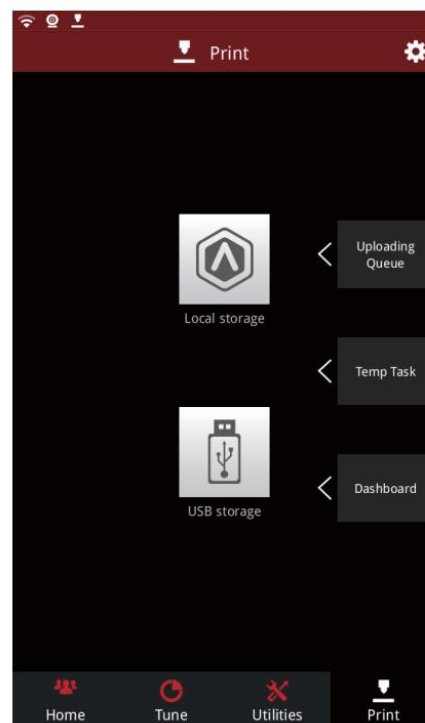 Print
Local storage
Uploading
Queue
Temp Task
USB storage
Dashboard
Home
Tune
Utilities
Print